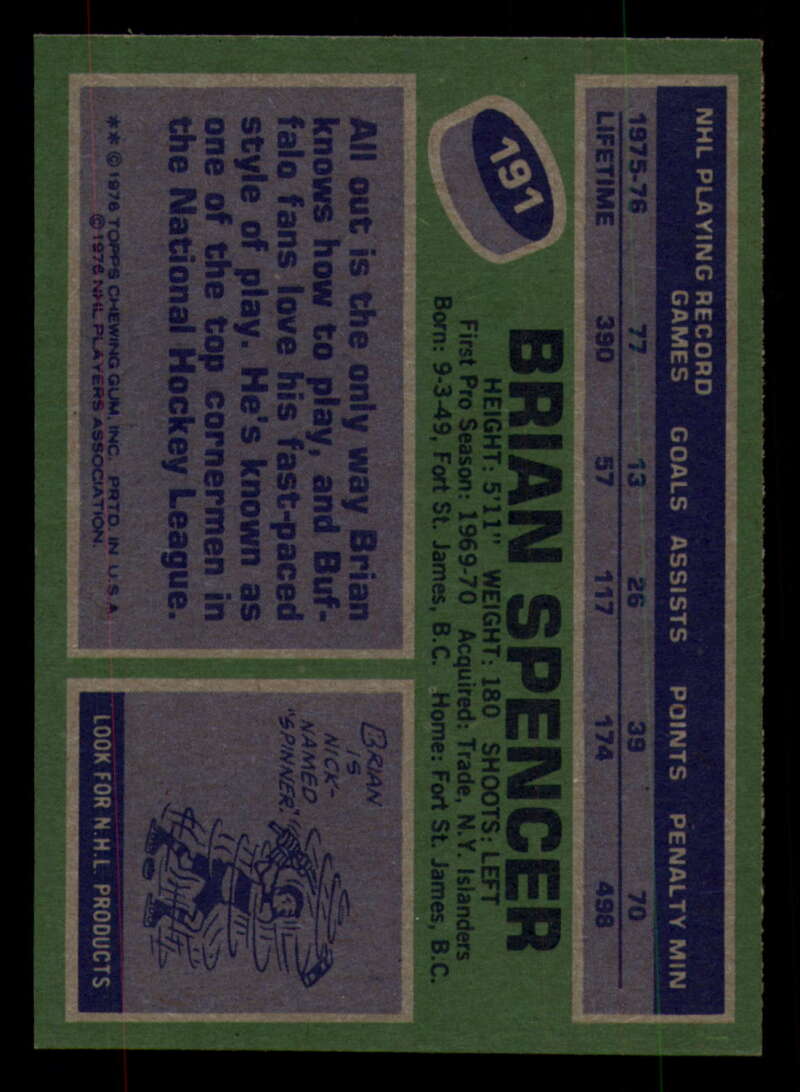 NHL PLAYING RECORD
GAMES GOALS ASSISTS POINTS PENALTY MIN
1975-76 77 13 26 39 70
LIFETIME 390 57 117 174 498
191
BRIAN SPENCER
HEIGHT: 5'11" WEIGHT: 180 SHOOTS: LEFT
First Pro Season: 1969-70 Acquired: Trade, N.Y. Islanders
Born: 9-3-49, Fort St. James, B.C. Home: Fort St. James, B.C.
All out is the only way Brian
knows how to play, and Buf-
falo fans love his fast-paced
style of play. He's known as
one of the top cornermen in
the National Hockey League.
** © 1976 TOPPS CHEWING GUM, INC. PRTD. IN U.S.A.
© 1976 NHL PLAYERS ASSOCIATION.
BRIAN
IS
NICK-
NAMED
"SPINNER."
LOOK FOR N.H.L. PRODUCTS